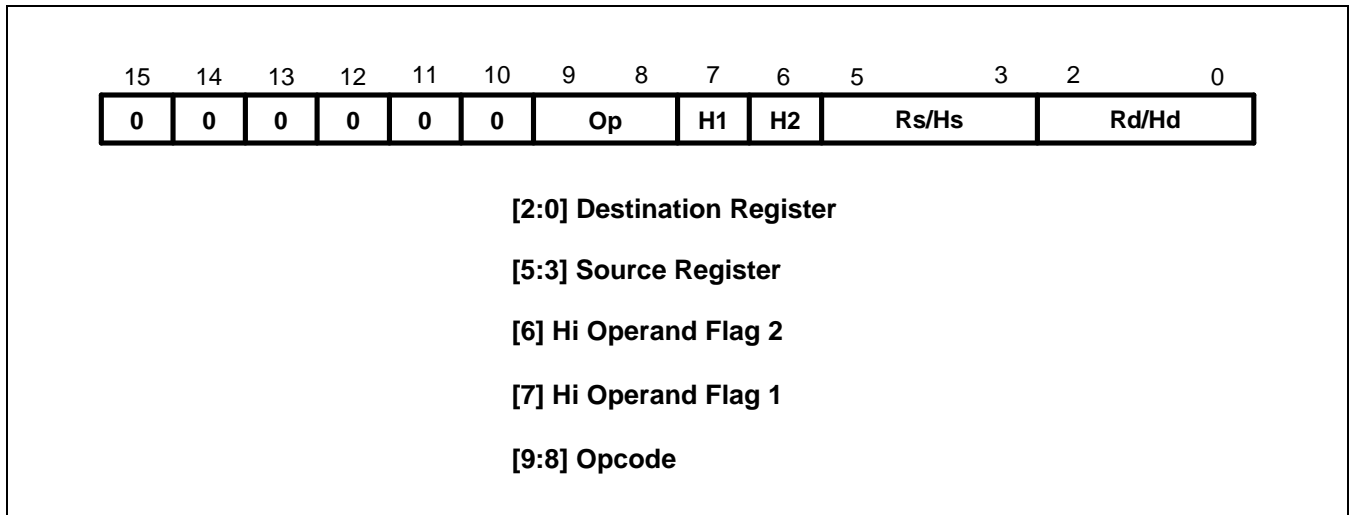 15 14 13 12 11 10 9 8 7 6 5 3 2 0
0 0 0 0 0 0 Op H1 H2 Rs/Hs Rd/Hd
[2:0] Destination Register
[5:3] Source Register
[6] Hi Operand Flag 2
[7] Hi Operand Flag 1
[9:8] Opcode